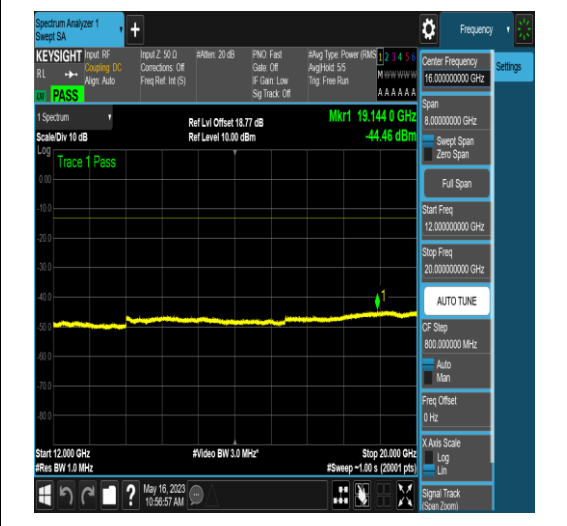 Spectrum Analyzer 1
Swept SA
Frequency
KEYSIGHT
RL
PASS
Input: RF
Coupling: DC
Align: Auto
Input Z: 50 Ω
Corrections: Off
Freq Ref: Int (S)
#Atten: 20 dB
PNO: Fast
Gate: Off
IF Gain: Low
Sig Track: Off
#Avg Type: Power (RMS
Avg|Hold: 5/5
Trig: Free Run
1 2 3 4 5 6
M W W W W W
A A A A A A
1 Spectrum
Scale/Div 10 dB
Ref Lvl Offset 18.77 dB
Ref Level 10.00 dBm
Mkr1 19.144 0 GHz
-44.46 dBm
Log
Trace 1 Pass
0.00
-10.0
-20.0
-30.0
-40.0
-50.0
-60.0
-70.0
-80.0
1
Start 12.000 GHz
#Res BW 1.0 MHz
#Video BW 3.0 MHz*
Stop 20.000 GHz
#Sweep ~1.00 s (20001 pts)
May 16, 2023
10:56:57 AM
Center Frequency
16.000000000 GHz
Span
8.00000000 GHz
Swept Span
Zero Span
Full Span
Start Freq
12.000000000 GHz
Stop Freq
20.000000000 GHz
AUTO TUNE
CF Step
800.000000 MHz
Auto
Man
Freq Offset
0 Hz
X Axis Scale
Log
Lin
Signal Track
(Span Zoom)
Settings